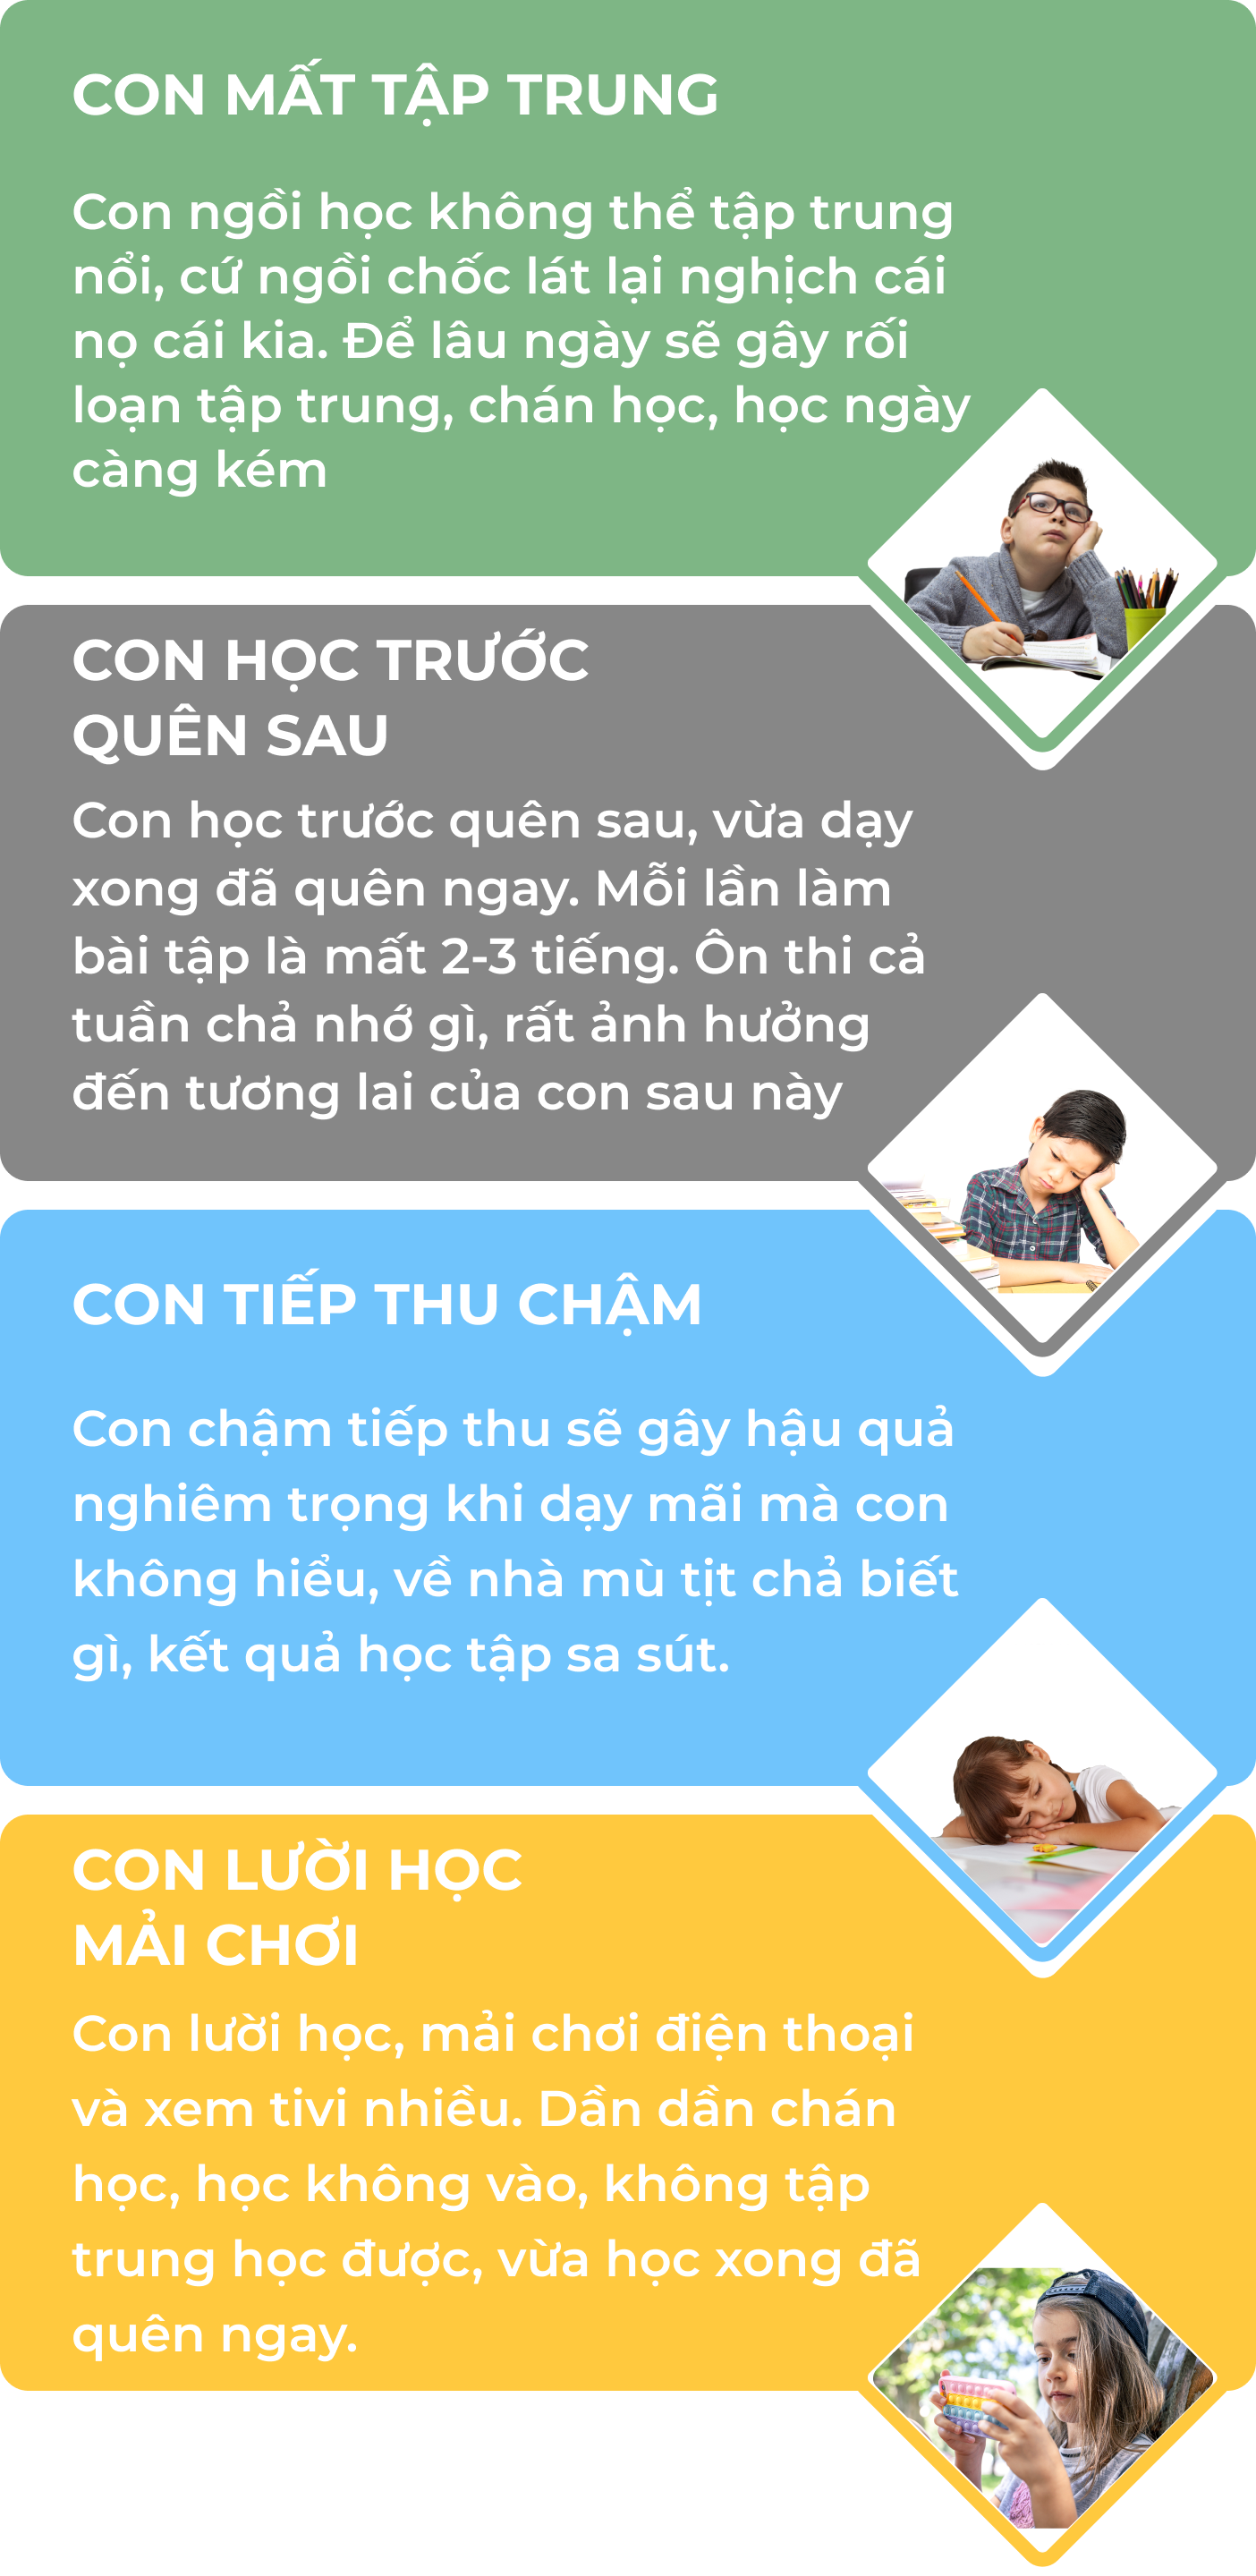 CON MẤT TẬP TRUNG
Con ngồi học không thể tập trung
nổi, cứ ngồi chốc lát lại nghịch cái
nọ cái kia. Để lâu ngày sẽ gây rối
loạn tập trung, chán học, học ngày
càng kém
CON HỌC TRƯỚC
QUÊN SAU
Con học trước quên sau, vừa dạy
xong đã quên ngay. Mỗi lần làm
bài tập là mất 2-3 tiếng. Ôn thi cả
tuần chả nhớ gì, rất ảnh hưởng
đến tương lai của con sau này
CON TIẾP THU CHẬM
Con chậm tiếp thu sẽ gây hậu quả
nghiêm trọng khi dạy mãi mà con
không hiểu, về nhà mù tịt chả biết
gì, kết quả học tập sa sút.
CON LƯỜI HỌC
MẢI CHƠI
Con lười học, mải chơi điện thoại
và xem tivi nhiều. Dần dần chán
học, học không vào, không tập
trung học được, vừa học xong đã
quên ngay.